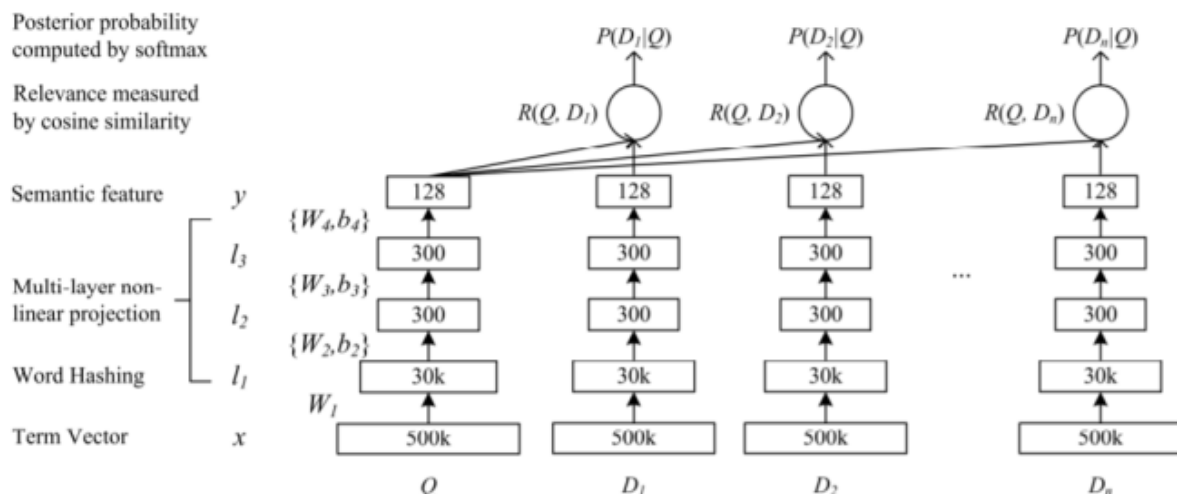 Posterior probability
computed by softmax
P(D1|Q) P(D2|Q) P(Dn|Q)
Relevance measured
by cosine similarity
R(Q, D1) R(Q, D2) R(Q, Dn)
Semantic feature y 128 128 128 128
{W4,b4}
l3 300 300 300 300
Multi-layer non-
linear projection
{W3,b3}
...
l2 300 300 300 300
{W2,b2}
Word Hashing l1 30k 30k 30k 30k
W1
Term Vector x 500k 500k 500k 500k
Q D1 D2 Dn